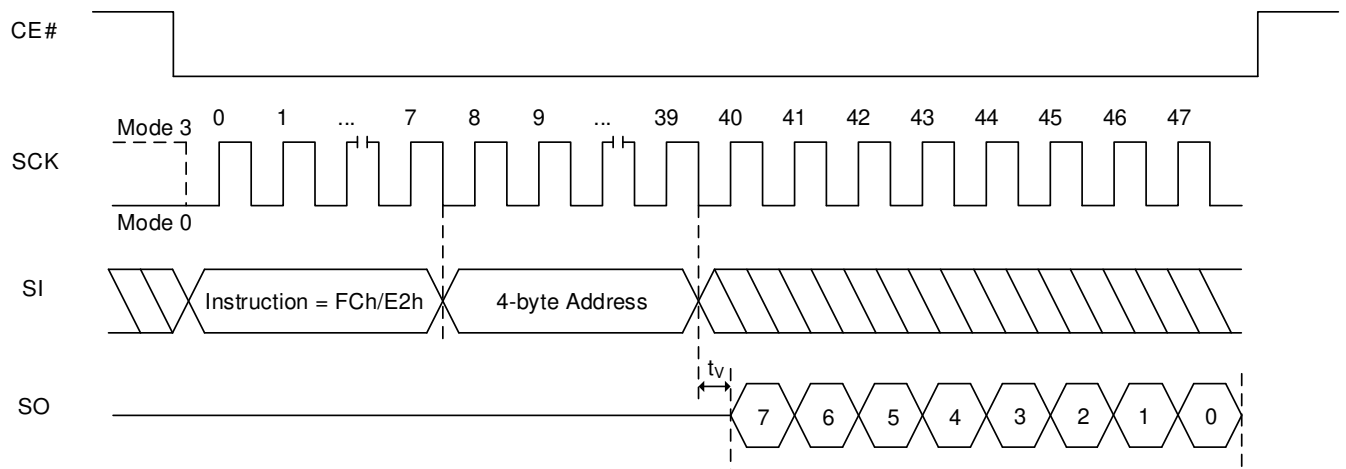 CE#
Mode 3 0 1 ... 7 8 9 ... 39 40 41 42 43 44 45 46 47
SCK
Mode 0
SI Instruction = FCh/E2h 4-byte Address
tV
SO 7 6 5 4 3 2 1 0